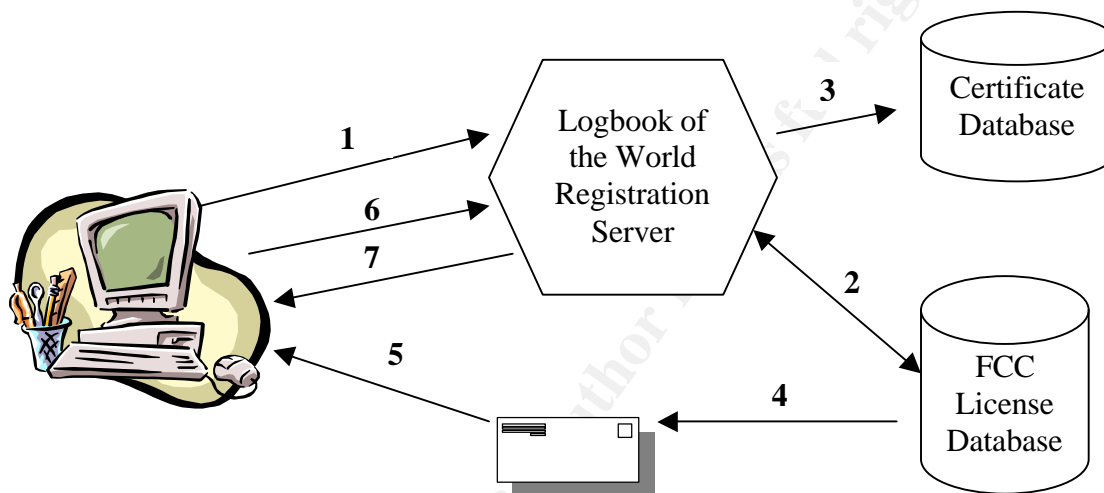 Certificate
Database
3
Logbook of
the World
Registration
Server
1
6
7
2
5
4
FCC
License
Database